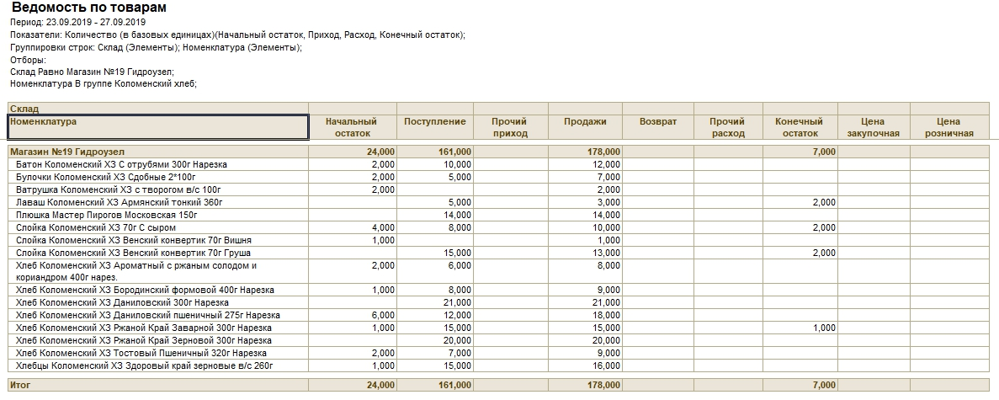 Ведомость по товарам
Период: 23.09.2019 - 27.09.2019
Показатели: Количество (в базовых единицах)(Начальный остаток, Приход, Расход, Конечный остаток);
Группировки строк: Склад (Элементы); Номенклатура (Элементы);
Отборы:
Склад Равно Магазин №19 Гидроузел;
Номенклатура В группе Коломенский хлеб;
Склад
Номенклатура Начальный остаток Поступление Прочий приход Продажи Возврат Прочий расход Конечный остаток Цена закупочная Цена розничная
Магазин №19 Гидроузел 24,000 161,000 178,000 7,000
Батон Коломенский ХЗ С отрубями 300г Нарезка 2,000 10,000 12,000
Булочки Коломенский ХЗ Сдобные 2*100г 2,000 5,000 7,000
Ватрушка Коломенский ХЗ с творогом в/с 100г 2,000 2,000
Лаваш Коломенский ХЗ Армянский тонкий 360г 5,000 3,000 2,000
Плюшка Мастер Пирогов Московская 150г 14,000 14,000
Слойка Коломенский ХЗ 70г С сыром 4,000 8,000 10,000 2,000
Слойка Коломенский ХЗ Венский конвертик 70г Вишня 1,000 1,000
Слойка Коломенский ХЗ Венский конвертик 70г Груша 15,000 13,000 2,000
Хлеб Коломенский ХЗ Ароматный с ржаным солодом и 2,000 6,000 8,000
кориандром 400г нарез.
Хлеб Коломенский ХЗ Бородинский формовой 400г Нарезка 1,000 8,000 9,000
Хлеб Коломенский ХЗ Даниловский 300г Нарезка 21,000 21,000
Хлеб Коломенский ХЗ Даниловский пшеничный 275г Нарезка 6,000 12,000 18,000
Хлеб Коломенский ХЗ Ржаной Край Заварной 300г Нарезка 1,000 15,000 15,000 1,000
Хлеб Коломенский ХЗ Ржаной Край Зерновой 300г Нарезка 20,000 20,000
Хлеб Коломенский ХЗ Тостовый Пшеничный 320г Нарезка 2,000 7,000 9,000
Хлебцы Коломенский ХЗ Здоровый край зерновые в/с 260г 1,000 15,000 16,000
Итог 24,000 161,000 178,000 7,000